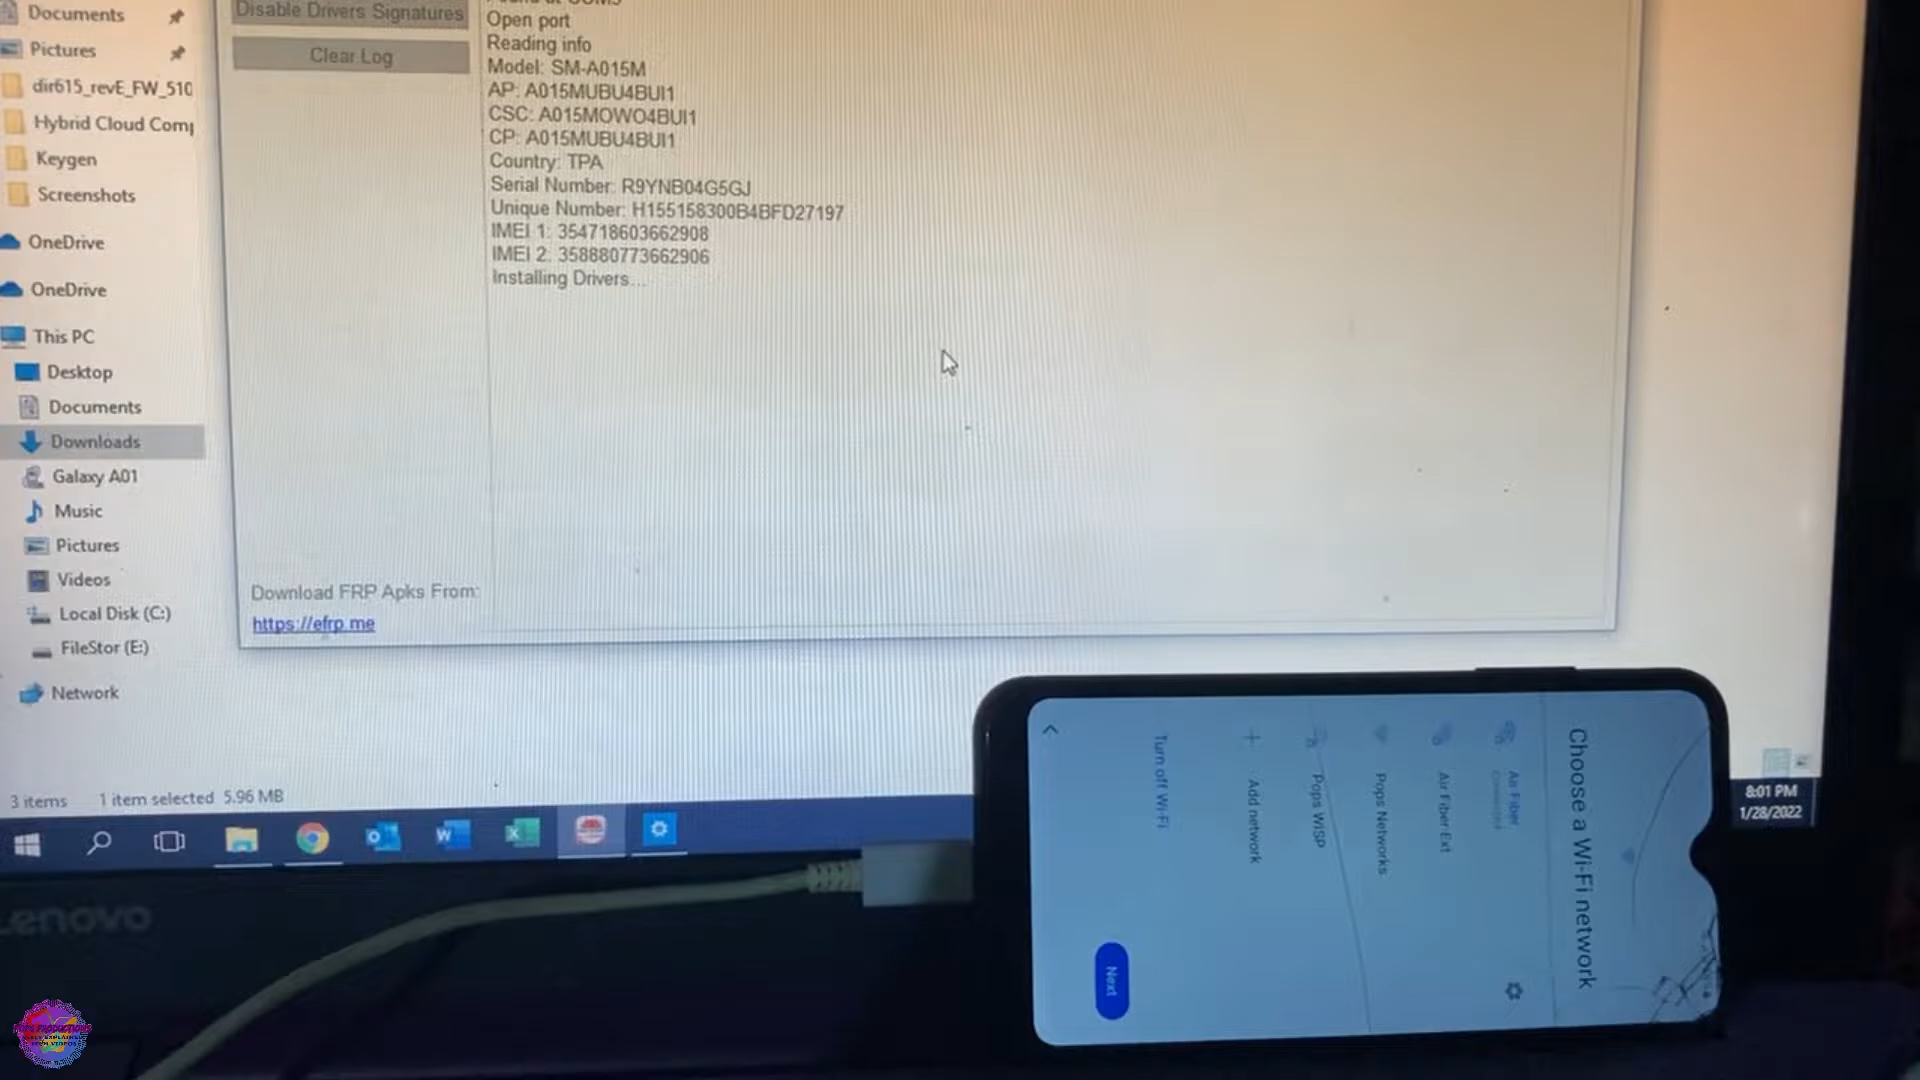 Documents
Pictures
dir615_revE_FW_510
Hybrid Cloud Comp
Keygen
Screenshots
OneDrive
OneDrive
This PC
Desktop
Documents
Downloads
Galaxy A01
Music
Pictures
Videos
Local Disk (C:)
FileStor (E:)
Network
3 items 1 item selected 5.96 MB
Disable Drivers Signatures
Clear Log
Open port
Reading info
Model: SM-A015M
AP: A015MUBU4BUI1
CSC: A015MOWO4BUI1
CP: A015MUBU4BUI1
Country: TPA
Serial Number: R9YNB04G5GJ
Unique Number: H155158300B4BFD27197
IMEI 1: 354718603662908
IMEI 2: 358880773662906
Installing Drivers...
Download FRP Apks From:
https://efrp.me
8:01 PM
1/28/2022
Lenovo
Choose a Wi-Fi network
Air Fiber
Connected
Air Fiber-Ext
Pops Networks
Pops WISP
Add network
Turn off Wi-Fi
Next